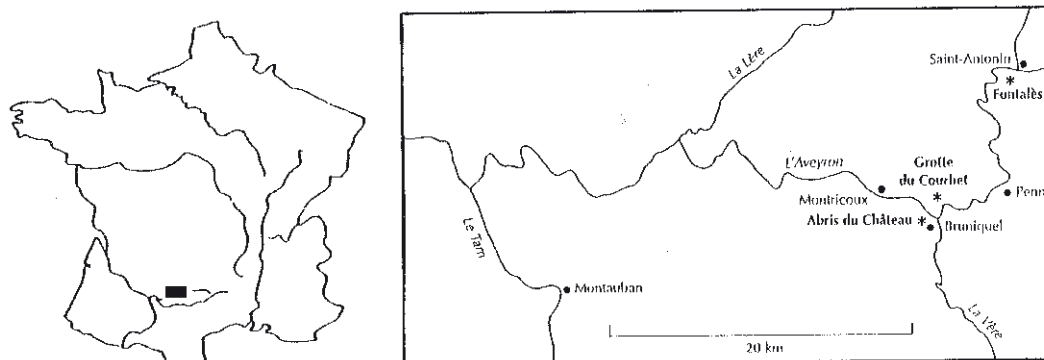 La Lère
Saint-Antonin
Fontalès
L'Aveyron
Grotte
du Courbet
Montricoux
Penne
Abris du Château
Bruniquel
Le Tarn
Montauban
La Vère
20 km